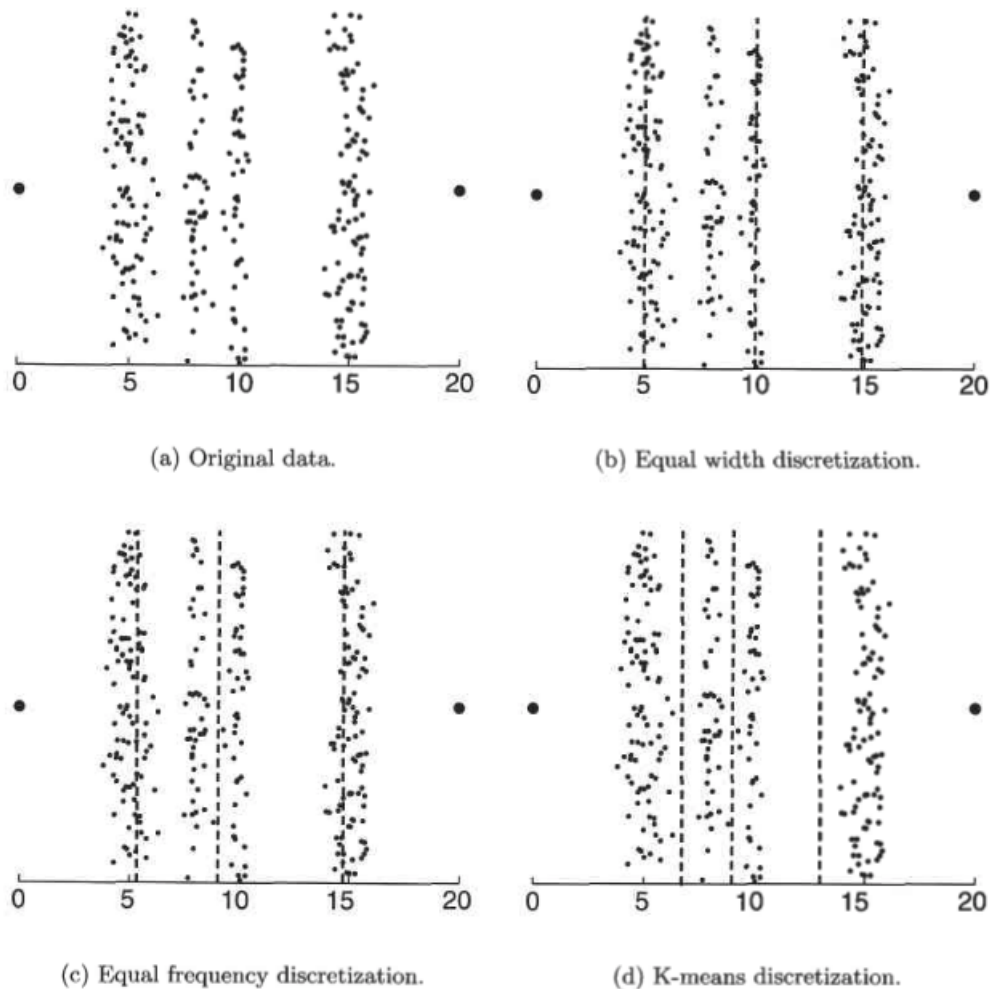 0 5 10 15 20
0 5 10 15 20
(a) Original data.
(b) Equal width discretization.
0 5 10 15 20
0 5 10 15 20
(c) Equal frequency discretization.
(d) K-means discretization.